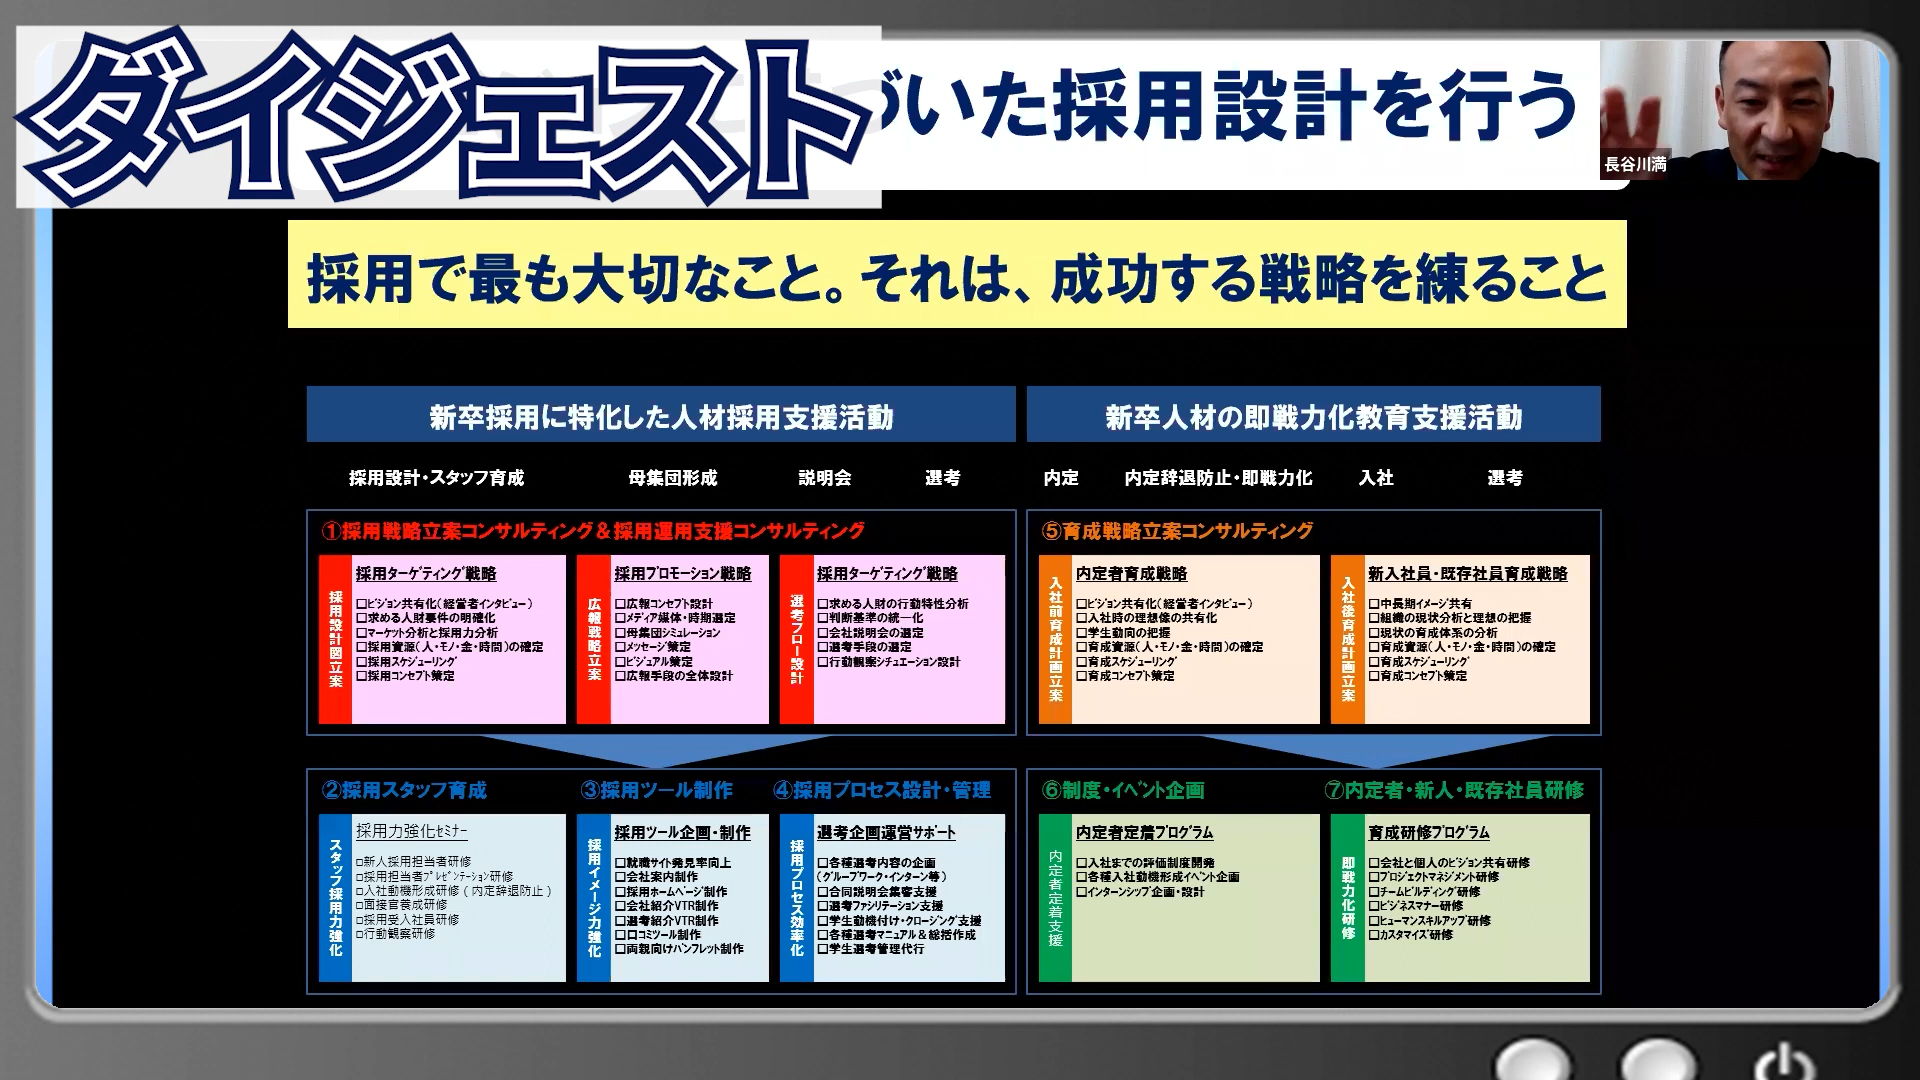 ダイジェスト
づいた採用設計を行う
長谷川満
採用で最も大切なこと。それは、成功する戦略を練ること
新卒採用に特化した人材採用支援活動
新卒人材の即戦力化教育支援活動
採用設計・スタッフ育成
母集団形成
説明会
選考
内定
内定辞退防止・即戦力化
入社
選考
①採用戦略立案コンサルティング＆採用運用支援コンサルティング
採用設計図立案
採用ターゲティング戦略
□ビジョン共有化(経営者インタビュー)
□求める人財要件の明確化
□マーケット分析と採用力分析
□採用資源(人・モノ・金・時間)の確定
□採用スケジューリング
□採用コンセプト策定
広報戦略立案
採用プロモーション戦略
□広報コンセプト設計
□メディア媒体・時期選定
□母集団シミュレーション
□メッセージ策定
□ビジュアル策定
□広報手段の全体設計
選考フロー設計
採用ターゲティング戦略
□求める人財の行動特性分析
□判断基準の統一化
□会社説明会の選定
□選考手段の選定
□行動観察シチュエーション設計
⑤育成戦略立案コンサルティング
入社前育成計画立案
内定者育成戦略
□ビジョン共有化(経営者インタビュー)
□入社時の理想像の共有化
□学生動向の把握
□育成資源(人・モノ・金・時間)の確定
□育成スケジューリング
□育成コンセプト策定
入社後育成計画立案
新入社員・既存社員育成戦略
□中長期イメージ共有
□組織の現状分析と理想の把握
□現状の育成体系の分析
□育成資源(人・モノ・金・時間)の確定
□育成スケジューリング
□育成コンセプト策定
②採用スタッフ育成
スタッフ採用力強化
採用力強化セミナー
□新人採用担当者研修
□採用担当者プレゼンテーション研修
□入社動機形成研修(内定辞退防止)
□面接官養成研修
□採用受入社員研修
□行動観察研修
③採用ツール制作
採用イメージ力強化
採用ツール企画・制作
□就職サイト発見率向上
□会社案内制作
□採用ホームページ制作
□会社紹介VTR制作
□選考紹介VTR制作
□口コミツール制作
□両親向けパンフレット制作
④採用プロセス設計・管理
採用プロセス効率化
選考企画運営サポート
□各種選考内容の企画
(グループワーク・インターン等)
□合同説明会集客支援
□選考ファシリテーション支援
□学生動機付け・クロージング支援
□各種選考マニュアル＆総括作成
□学生選考管理代行
⑥制度・イベント企画
内定者定着支援
内定者定着プログラム
□入社までの評価制度開発
□各種入社動機形成イベント企画
□インターンシップ企画・設計
⑦内定者・新人・既存社員研修
即戦力化研修
育成研修プログラム
□会社と個人のビジョン共有研修
□プロジェクトマネジメント研修
□チームビルディング研修
□ビジネスマナー研修
□ヒューマンスキルアップ研修
□カスタマイズ研修